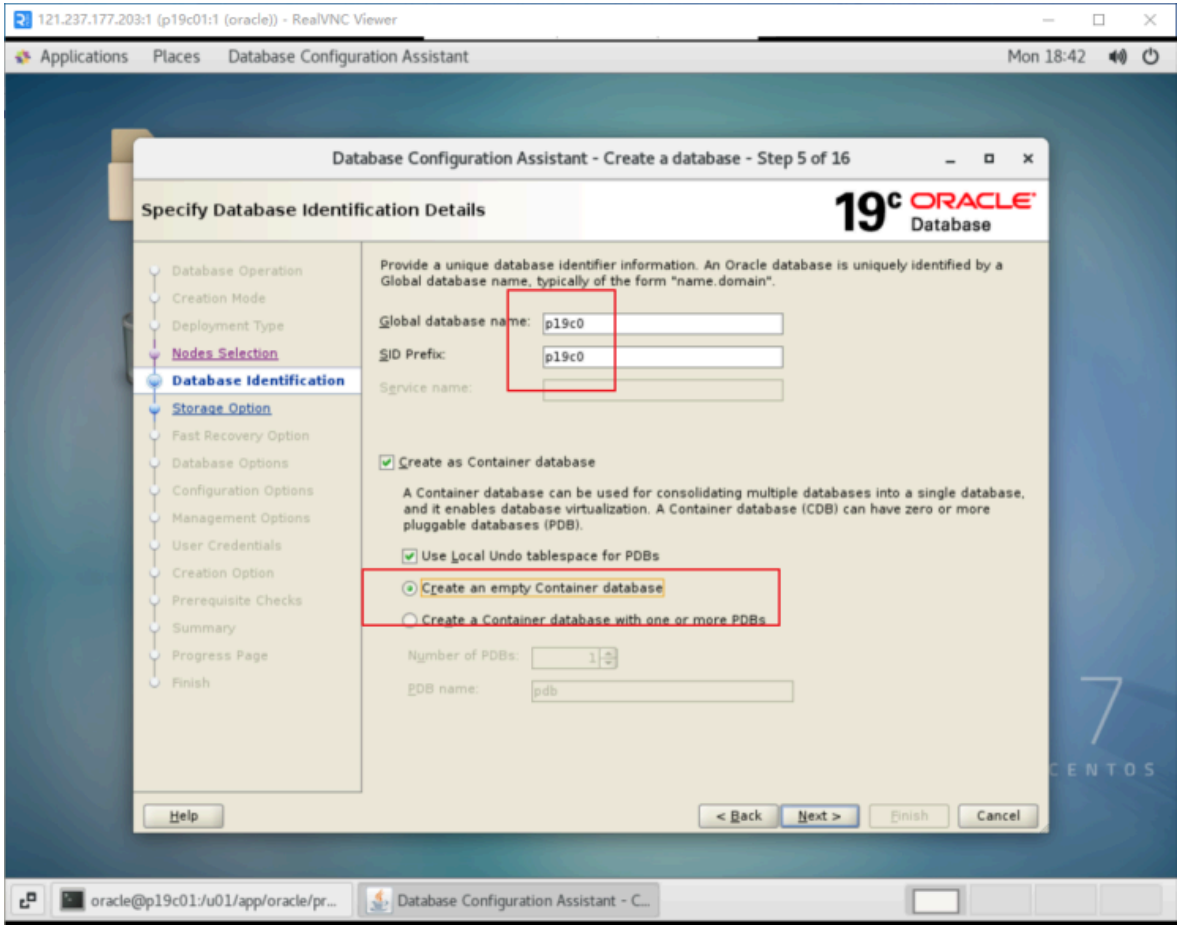 121.237.177.203:1 (p19c01:1 (oracle)) - RealVNC Viewer
Applications Places Database Configuration Assistant Mon 18:42
Database Configuration Assistant - Create a database - Step 5 of 16
Specify Database Identification Details
19c ORACLE
Database
Database Operation
Creation Mode
Deployment Type
Nodes Selection
Database Identification
Storage Option
Fast Recovery Option
Database Options
Configuration Options
Management Options
User Credentials
Creation Option
Prerequisite Checks
Summary
Progress Page
Finish
Provide a unique database identifier information. An Oracle database is uniquely identified by a
Global database name, typically of the form "name.domain".
Global database name: p19c0
SID Prefix: p19c0
Service name:
Create as Container database
A Container database can be used for consolidating multiple databases into a single database,
and it enables database virtualization. A Container database (CDB) can have zero or more
pluggable databases (PDB).
Use Local Undo tablespace for PDBs
Create an empty Container database
Create a Container database with one or more PDBs
Number of PDBs: 1
PDB name: pdb
Help < Back Next > Finish Cancel
7
CENTOS
oracle@p19c01:/u01/app/oracle/pr... Database Configuration Assistant - C...